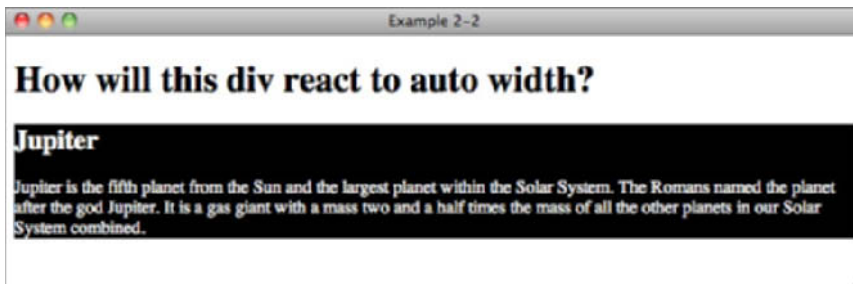 Example 2-2
How will this div react to auto width?
Jupiter
Jupiter is the fifth planet from the Sun and the largest planet within the Solar System. The Romans named the planet
after the god Jupiter. It is a gas giant with a mass two and a half times the mass of all the other planets in our Solar
System combined.